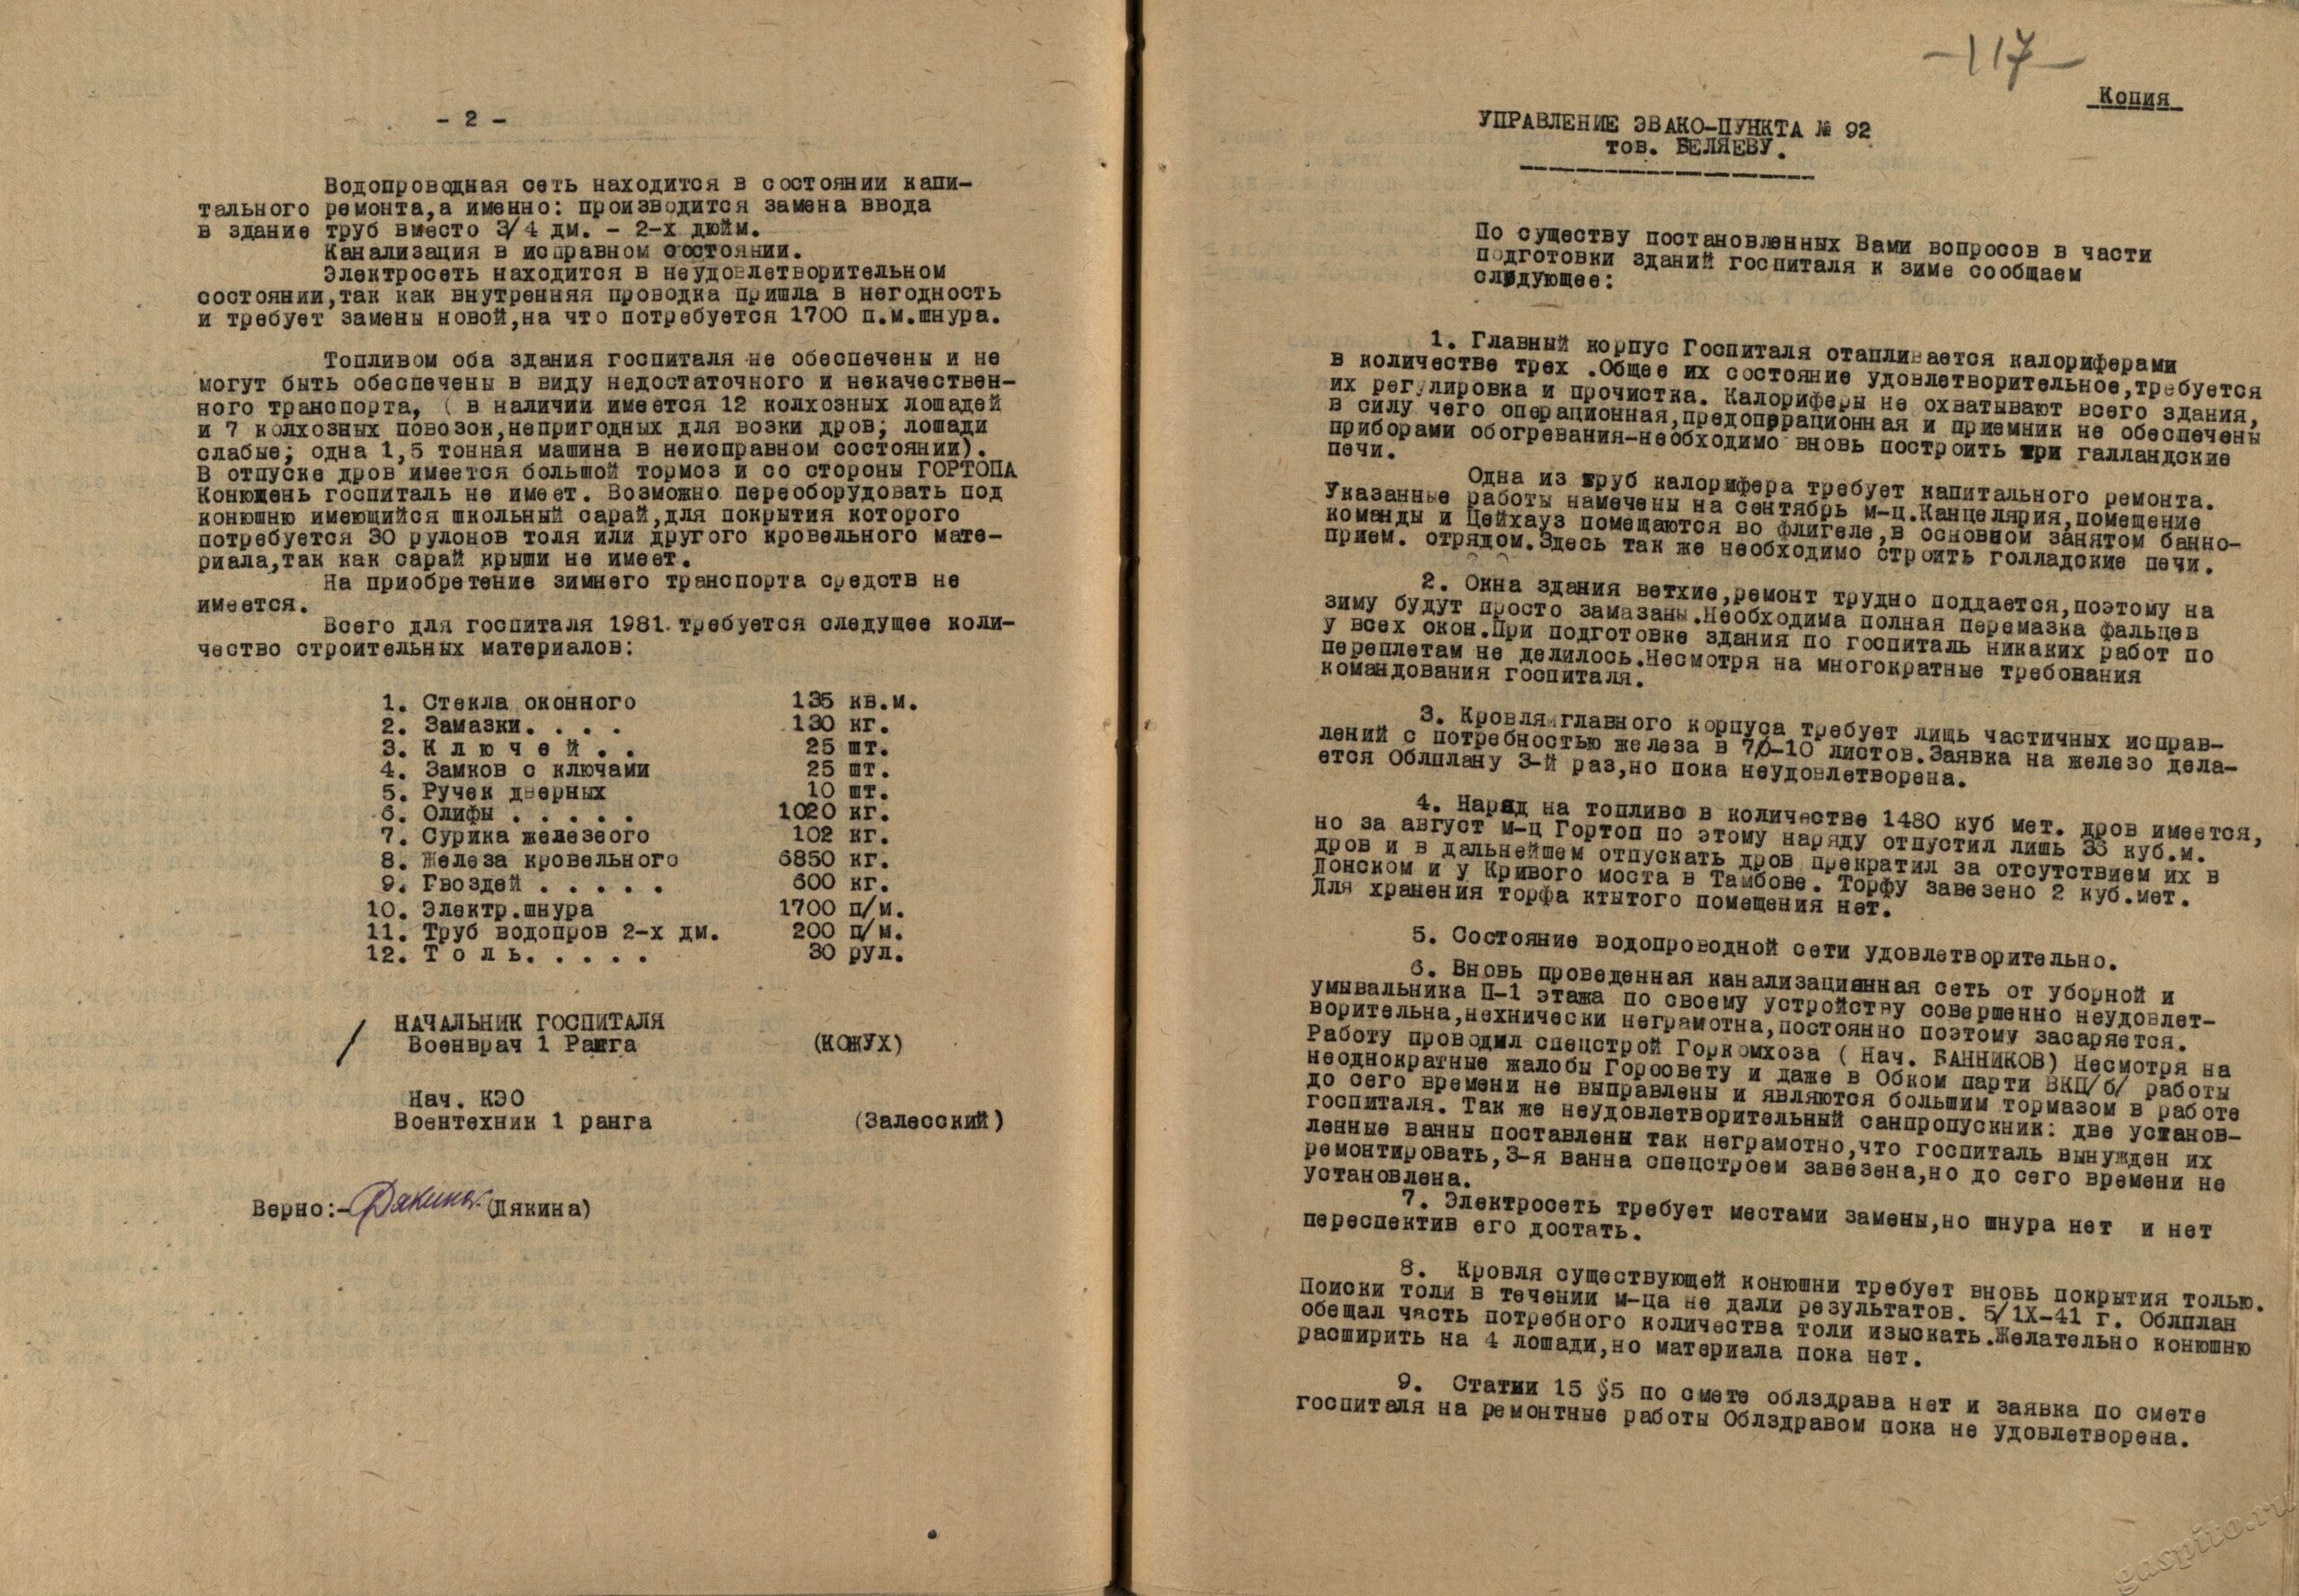 - 2 -
Водопроводная сеть находится в состоянии капи-
тального ремонта,а именно: производится замена ввода
в здание труб вместо 3/4 дм. - 2-х дюйм.
Канализация в исправном состоянии.
Электросеть находится в неудовлетворительном
состоянии,так как внутренняя проводка пришла в негодность
и требует замены новой,на что потребуется 1700 п.м.шнура.
Топливом оба здания госпиталя не обеспечены и не
могут быть обеспечены в виду недостаточного и некачествен-
ного транспорта, ( в наличии имеется 12 колхозных лошадей
и 7 колхозных повозок,непригодных для возки дров; лошади
слабые; одна 1,5 тонная машина в неисправном состоянии).
В отпуске дров имеется большой тормоз и со стороны ГОРТОПА
Конюшень госпиталь не имеет. Возможно переоборудовать под
конюшню имеющийся школьный сарай,для покрытия которого
потребуется 30 рулонов толя или другого кровельного мате-
риала,так как сарай крыши не имеет.
На приобретение зимнего транспорта средств не
имеется.
Всего для госпиталя 1981 требуется следущее коли-
чество строительных материалов:
1. Стекла оконного 135 кв.м.
2. Замазки. . . . 130 кг.
3. К л ю ч е й . . 25 шт.
4. Замков с ключами 25 шт.
5. Ручек дверных 10 шт.
6. Олифы . . . . . 1020 кг.
7. Сурика железеого 102 кг.
8. Железа кровельного 6850 кг.
9. Гвоздей . . . . . 600 кг.
10. Электр.шнура 1700 п/м.
11. Труб водопров 2-х дм. 200 п/м.
12. Т о л ь. . . . . 30 рул.
НАЧАЛЬНИК ГОСПИТАЛЯ
Военврач 1 Ранга (КОЖУХ)
Нач. КЭО
Воентехник 1 ранга (Залесский)
Верно:- Дякина (Дякина)
-117-
Копия
УПРАВЛЕНИЕ ЭВАКО-ПУНКТА № 92
тов. БЕЛЯЕВУ.
По существу постановленных Вами вопросов в части
подготовки зданий госпиталя к зиме сообщаем
следующее:
1. Главный корпус Госпиталя отапливается калориферами
в количестве трех .Общее их состояние удовлетворительное,требуется
их регулировка и прочистка. Калориферы не охватывают всего здания,
в силу чего операционная,предоперационная и приемник не обеспечены
приборами обогревания-необходимо вновь построить три галландские
печи.
Одна из труб калорифера требует капитального ремонта.
Указанные работы намечены на сентябрь м-ц.Канцелярия,помещение
команды и Цейхауз помещаются во флигеле,в основном занятом банно-
прием. отрядом.Здесь так же необходимо строить голладские печи.
2. Окна здания ветхие,ремонт трудно поддается,поэтому на
зиму будут просто замазаны.Необходима полная перемазка фальцев
у всех окон.При подготовке здания по госпиталь никаких работ по
переплетам не делилось.Несмотря на многократные требования
командования госпиталя.
3. Кровля главного корпуса требует лищь частичных исправ-
лений с потребностью железа в 7/0-10 листов.Заявка на железо дела-
ется Облплану 3-й раз,но пока неудовлетворена.
4. Наряд на топливо в количестве 1480 куб мет. дров имеется,
но за август м-ц Гортоп по этому наряду отпустил лишь 36 куб.м.
дров и в дальнейшем отпускать дров прекратил за отсутствием их в
Донском и у Кривого моста в Тамбове. Торфу завезено 2 куб.мет.
Для хранения торфа ктытого помещения нет.
5. Состояние водопроводной сети удовлетворительно.
6. Вновь проведенная канализационная сеть от уборной и
умывальника П-1 этажа по своему устройству совершенно неудовлет-
ворительна,нехнически неграмотна,постоянно поэтому засаряется.
Работу проводил спецстрой Горкомхоза ( Нач. БАННИКОВ) Несмотря на
неоднократные жалобы Горсовету и даже в Обком парти ВКП/б/ работы
до сего времени не выправлены и являются большим тормазом в работе
госпиталя. Так же неудовлетворительный санпропускник: две установ-
ленные ванны поставлены так неграмотно,что госпиталь вынужден их
ремонтировать,3-я ванна спецстроем завезена,но до сего времени не
установлена.
7. Электросеть требует местами замены,но шнура нет и нет
переспектив его достать.
8. Кровля существующей конюшни требует вновь покрытия толью.
Поиски толи в течении м-ца не дали результатов. 5/1X-41 г. Облплан
обещал часть потребного количества толи изыскать.Желательно конюшню
расширить на 4 лошади,но материала пока нет.
9. Статии 15 §5 по смете облздрава нет и заявка по смете
госпиталя на ремонтные работы Облздравом пока не удовлетворена.
gaspito.ru